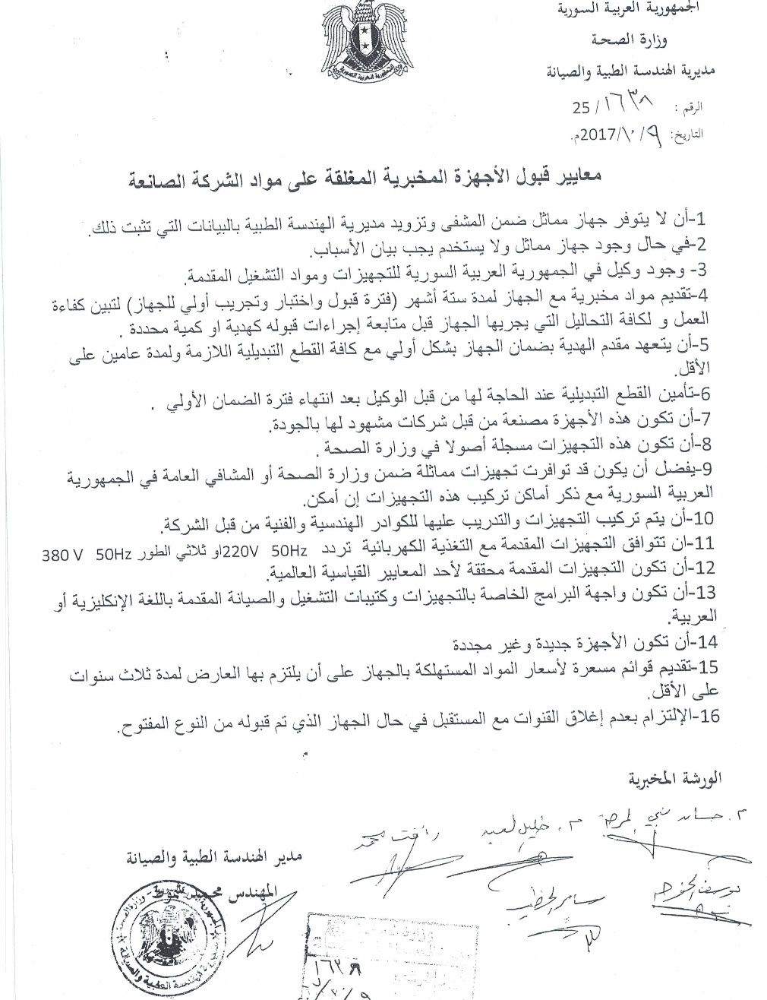 الجمهورية العربية السورية
وزارة الصحة
مديرية الهندسة الطبية والصيانة
الرقم : ١٦٣٨/ 25
التاريخ: ٩/ ١٠/2017م.
معايير قبول الأجهزة المخبرية المغلقة على مواد الشركة الصانعة
1-أن لا يتوفر جهاز مماثل ضمن المشفى وتزويد مديرية الهندسة الطبية بالبيانات التي تثبت ذلك.
2-في حال وجود جهاز مماثل ولا يستخدم يجب بيان الأسباب.
3- وجود وكيل في الجمهورية العربية السورية للتجهيزات ومواد التشغيل المقدمة.
4-تقديم مواد مخبرية مع الجهاز لمدة ستة أشهر (فترة قبول واختبار وتجريب أولي للجهاز) لتبين كفاءة
العمل و لكافة التحاليل التي يجريها الجهاز قبل متابعة إجراءات قبوله كهدية او كمية محددة .
5-أن يتعهد مقدم الهدية بضمان الجهاز بشكل أولي مع كافة القطع التبديلية اللازمة ولمدة عامين على
الأقل.
6-تأمين القطع التبديلية عند الحاجة لها من قبل الوكيل بعد انتهاء فترة الضمان الأولي .
7-أن تكون هذه الأجهزة مصنعة من قبل شركات مشهود لها بالجودة.
8-أن تكون هذه التجهيزات مسجلة أصولا في وزارة الصحة .
9-يفضل أن يكون قد توافرت تجهيزات مماثلة ضمن وزارة الصحة أو المشافي العامة في الجمهورية
العربية السورية مع ذكر أماكن تركيب هذه التجهيزات إن أمكن.
10-أن يتم تركيب التجهيزات والتدريب عليها للكوادر الهندسية والفنية من قبل الشركة.
11-ان تتوافق التجهيزات المقدمة مع التغذية الكهربائية تردد 220V 50Hzاو ثلاثي الطور 380 V 50Hz
12-أن تكون التجهيزات المقدمة محققة لأحد المعايير القياسية العالمية.
13-أن تكون واجهة البرامج الخاصة بالتجهيزات وكتيبات التشغيل والصيانة المقدمة باللغة الإنكليزية أو
العربية.
14-أن تكون الأجهزة جديدة وغير مجددة
15-تقديم قوائم مسعرة لأسعار المواد المستهلكة بالجهاز على أن يلتزم بها العارض لمدة ثلاث سنوات
على الأقل.
16-الإلتزام بعدم إغلاق القنوات مع المستقبل في حال الجهاز الذي تم قبوله من النوع المفتوح.
الورشة المخبرية
م. خليل لعبيد
رأفت محمد
سامر الخطيب
يوسف
مدير الهندسة الطبية والصيانة
المهندس محمد
وزارة
١٦٣٨